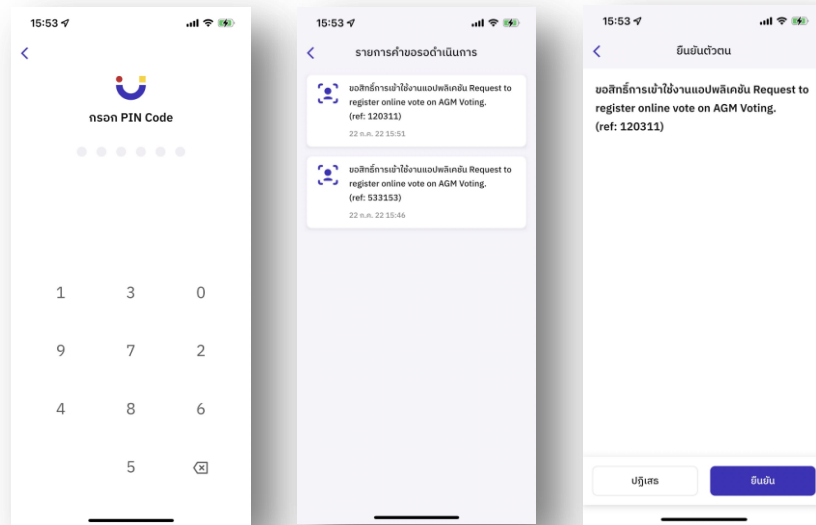 15:53
กรอก PIN Code
1 3 0
9 7 2
4 8 6
5
15:53
รายการคำขอรอดำเนินการ
ขอสิทธิ์การเข้าใช้งานแอปพลิเคชัน Request to
register online vote on AGM Voting.
(ref: 120311)
22 ก.ค. 22 15:51
ขอสิทธิ์การเข้าใช้งานแอปพลิเคชัน Request to
register online vote on AGM Voting.
(ref: 533153)
22 ก.ค. 22 15:46
15:53
ยืนยันตัวตน
ขอสิทธิ์การเข้าใช้งานแอปพลิเคชัน Request to
register online vote on AGM Voting.
(ref: 120311)
ปฏิเสธ
ยืนยัน